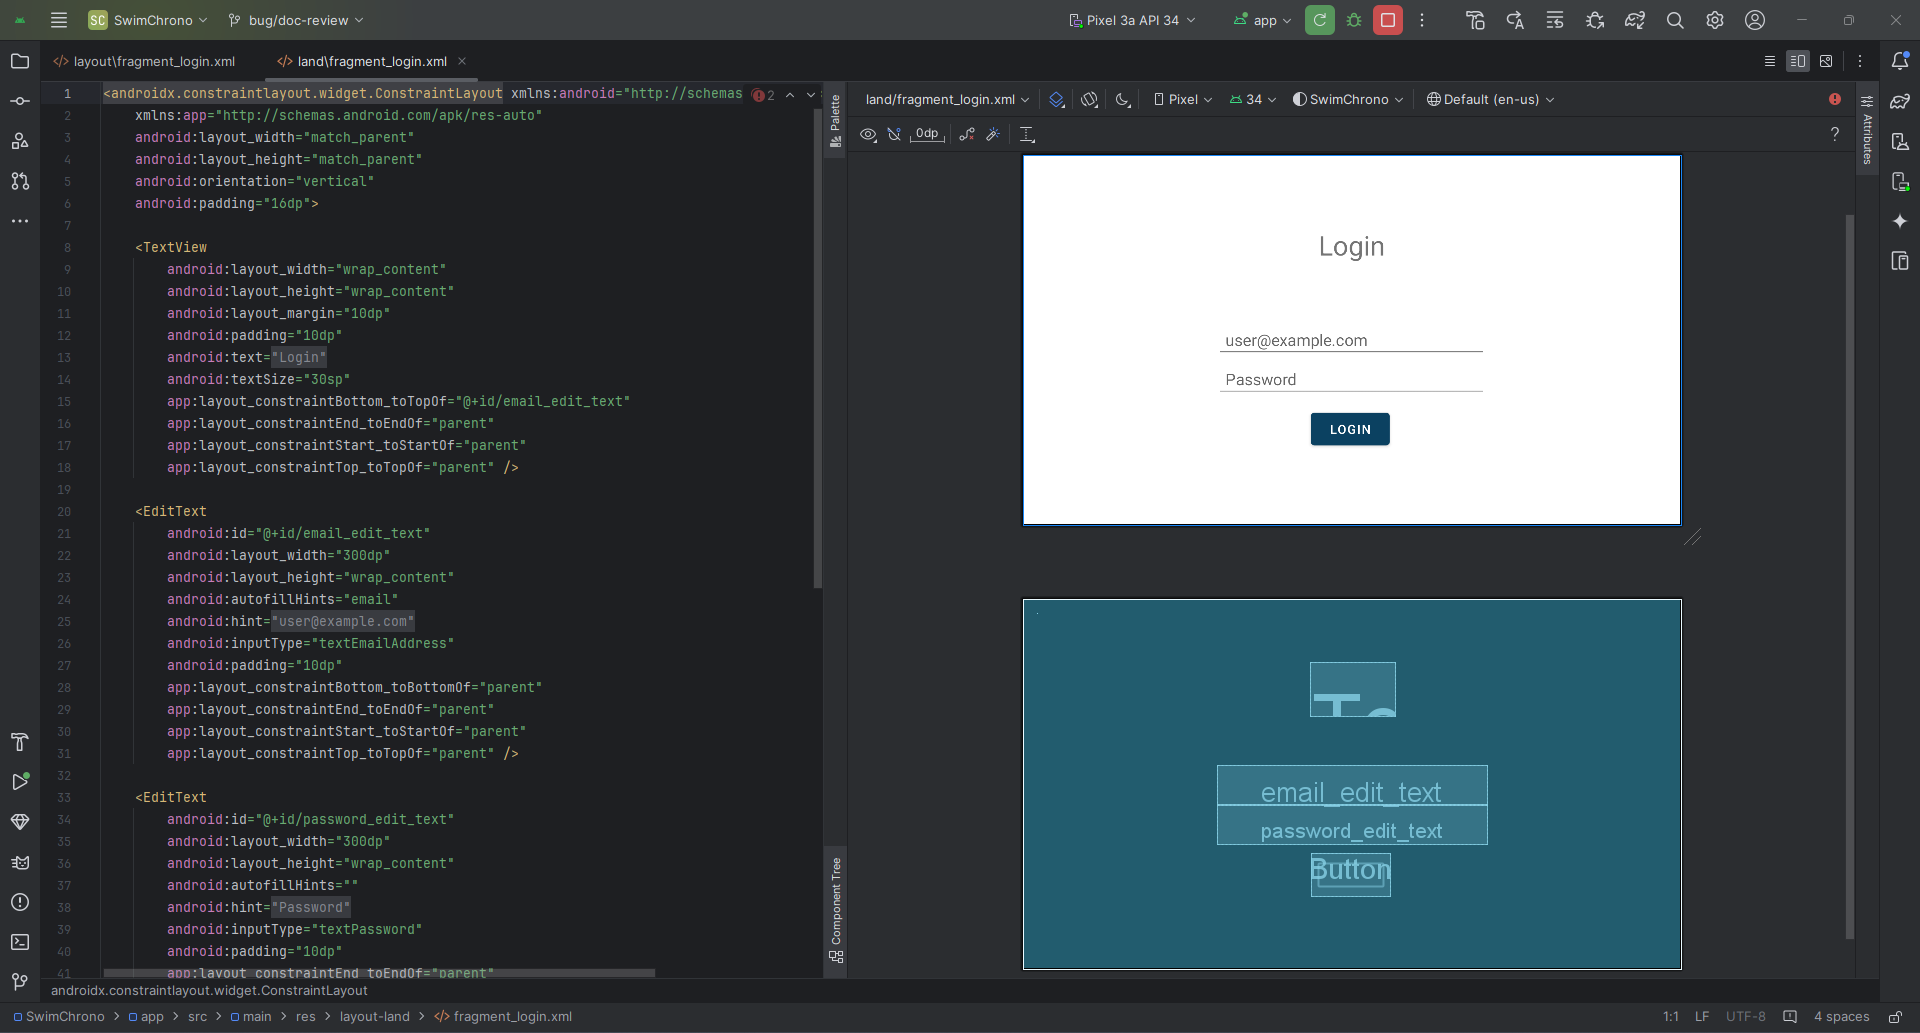 SC SwimChrono bug/doc-review Pixel 3a API 34 app
layout\fragment_login.xml land\fragment_login.xml
1 <androidx.constraintlayout.widget.ConstraintLayout xmlns:android="http://schemas 2
2 xmlns:app="http://schemas.android.com/apk/res-auto"
3 android:layout_width="match_parent"
4 android:layout_height="match_parent"
5 android:orientation="vertical"
6 android:padding="16dp">
7
8 <TextView
9 android:layout_width="wrap_content"
10 android:layout_height="wrap_content"
11 android:layout_margin="10dp"
12 android:padding="10dp"
13 android:text="Login"
14 android:textSize="30sp"
15 app:layout_constraintBottom_toTopOf="@+id/email_edit_text"
16 app:layout_constraintEnd_toEndOf="parent"
17 app:layout_constraintStart_toStartOf="parent"
18 app:layout_constraintTop_toTopOf="parent" />
19
20 <EditText
21 android:id="@+id/email_edit_text"
22 android:layout_width="300dp"
23 android:layout_height="wrap_content"
24 android:autofillHints="email"
25 android:hint="user@example.com"
26 android:inputType="textEmailAddress"
27 android:padding="10dp"
28 app:layout_constraintBottom_toBottomOf="parent"
29 app:layout_constraintEnd_toEndOf="parent"
30 app:layout_constraintStart_toStartOf="parent"
31 app:layout_constraintTop_toTopOf="parent" />
32
33 <EditText
34 android:id="@+id/password_edit_text"
35 android:layout_width="300dp"
36 android:layout_height="wrap_content"
37 android:autofillHints=""
38 android:hint="Password"
39 android:inputType="textPassword"
40 android:padding="10dp"
41 app:layout_constraintEnd_toEndOf="parent"
androidx.constraintlayout.widget.ConstraintLayout
Palette
Component Tree
land/fragment_login.xml Pixel 34 SwimChrono Default (en-us)
0dp ?
Attributes
Login
user@example.com
Password
LOGIN
email_edit_text
password_edit_text
Button
SwimChrono > app > src > main > res > layout-land > fragment_login.xml 1:1 LF UTF-8 4 spaces